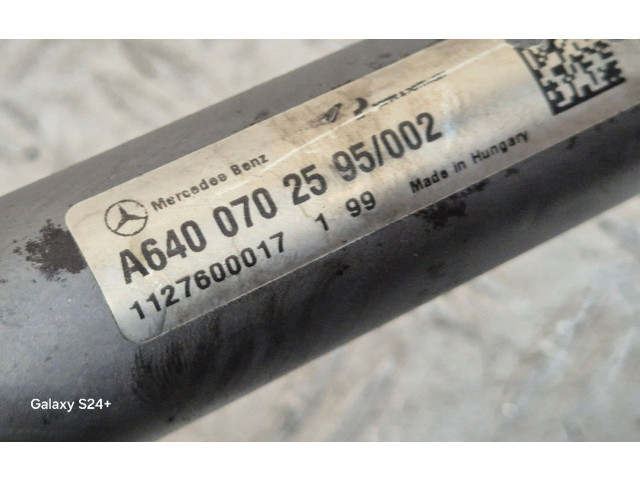 Mercedes Benz
A640 070 25 95/002
1127600017 1 99 Made in Hungary
Galaxy S24+